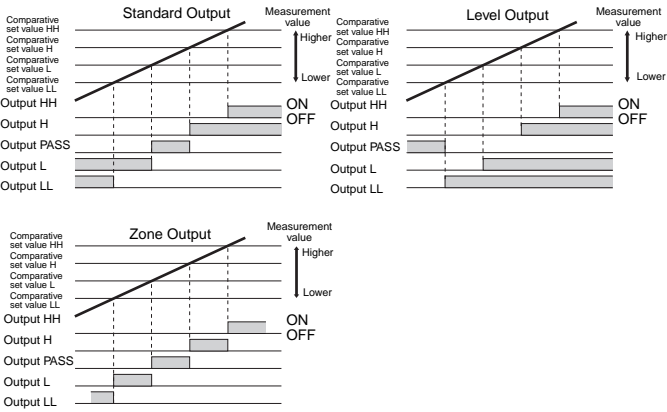 Standard Output
Measurement
value
Comparative
set value HH
Comparative
set value H
Comparative
set value L
Comparative
set value LL
Higher
Lower
Output HH
ON
OFF
Output H
Output PASS
Output L
Output LL
Level Output
Measurement
value
Comparative
set value HH
Comparative
set value H
Comparative
set value L
Comparative
set value LL
Higher
Lower
Output HH
ON
OFF
Output H
Output PASS
Output L
Output LL
Zone Output
Measurement
value
Comparative
set value HH
Comparative
set value H
Comparative
set value L
Comparative
set value LL
Higher
Lower
Output HH
ON
OFF
Output H
Output PASS
Output L
Output LL